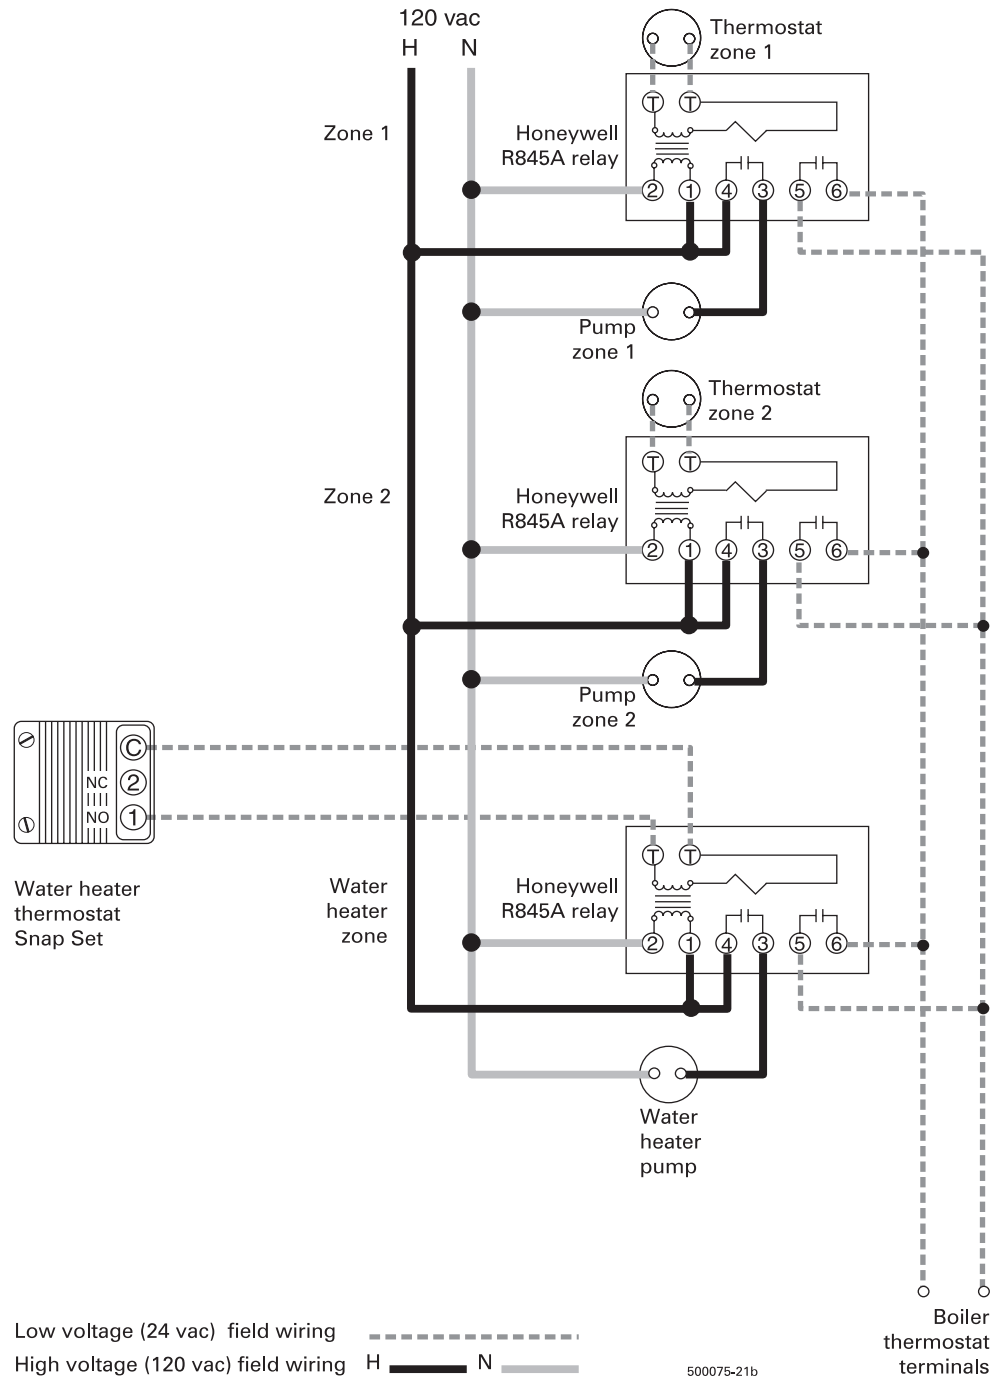 120 vac
H N
Thermostat
zone 1
T T
Zone 1
Honeywell
R845A relay
2 1 4 3 5 6
Pump
zone 1
Thermostat
zone 2
T T
Zone 2
Honeywell
R845A relay
2 1 4 3 5 6
Pump
zone 2
C
NC 2
NO 1
Water heater
thermostat
Snap Set
T T
Water
heater
zone
Honeywell
R845A relay
2 1 4 3 5 6
Water
heater
pump
Boiler
thermostat
terminals
Low voltage (24 vac) field wiring
High voltage (120 vac) field wiring H N
500075-21b